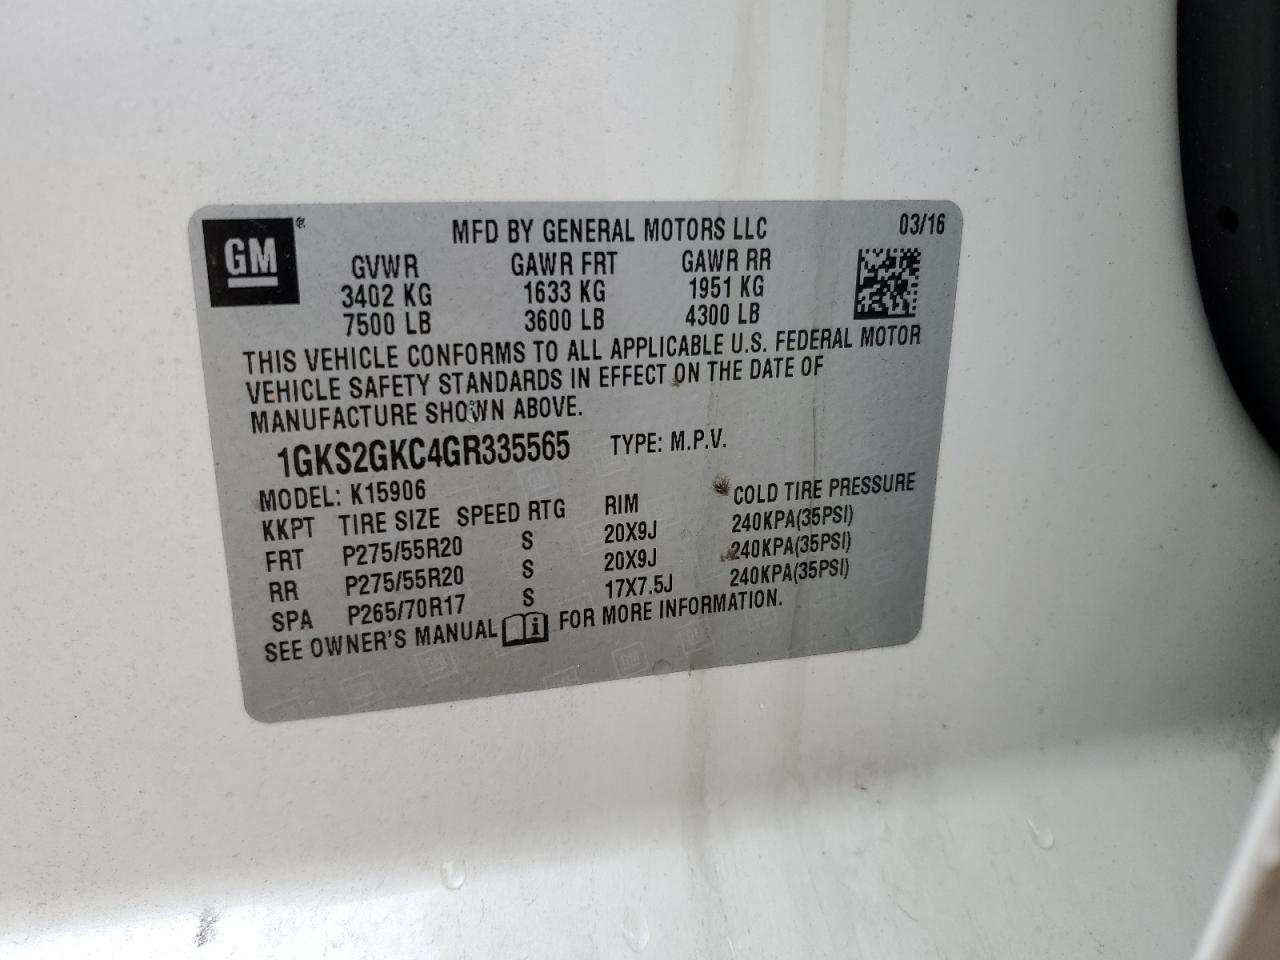 GM ® MFD BY GENERAL MOTORS LLC 03/16
GVWR GAWR FRT GAWR RR
3402 KG 1633 KG 1951 KG
7500 LB 3600 LB 4300 LB
THIS VEHICLE CONFORMS TO ALL APPLICABLE U.S. FEDERAL MOTOR
VEHICLE SAFETY STANDARDS IN EFFECT ON THE DATE OF
MANUFACTURE SHOWN ABOVE.
1GKS2GKC4GR335565 TYPE: M.P.V.
MODEL: K15906
KKPT TIRE SIZE SPEED RTG RIM COLD TIRE PRESSURE
FRT P275/55R20 S 20X9J 240KPA(35PSI)
RR P275/55R20 S 20X9J 240KPA(35PSI)
SPA P265/70R17 S 17X7.5J 240KPA(35PSI)
SEE OWNER'S MANUAL i FOR MORE INFORMATION.